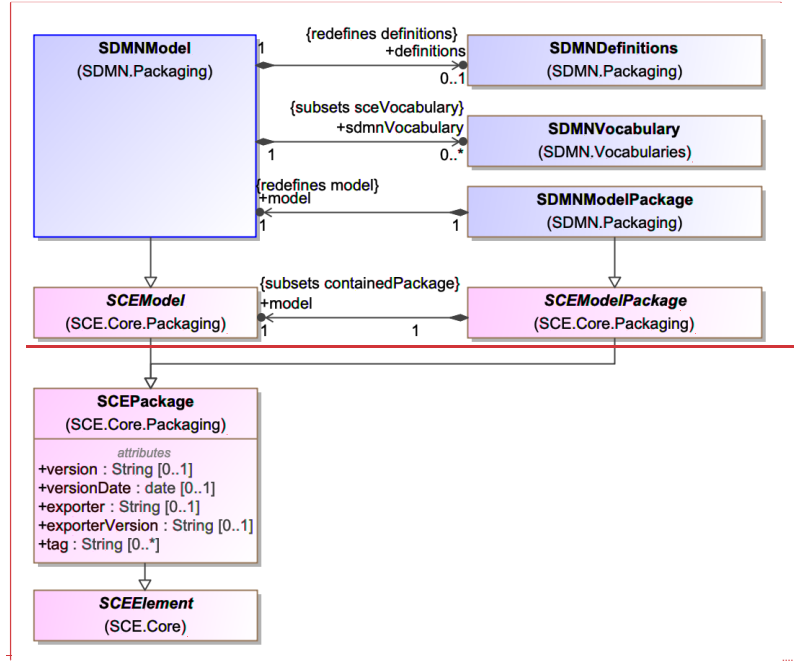 SDMNModel
(SDMN.Packaging)
1
{redefines definitions}
+definitions
0..1
SDMNDefinitions
(SDMN.Packaging)
{subsets sceVocabulary}
+sdmnVocabulary
1
0..*
SDMNVocabulary
(SDMN.Vocabularies)
{redefines model}
+model
1
1
SDMNModelPackage
(SDMN.Packaging)
SCEModel
(SCE.Core.Packaging)
{subsets containedPackage}
+model
1
1
SCEModelPackage
(SCE.Core.Packaging)
SCEPackage
(SCE.Core.Packaging)
attributes
+version : String [0..1]
+versionDate : date [0..1]
+exporter : String [0..1]
+exporterVersion : String [0..1]
+tag : String [0..*]
SCEElement
(SCE.Core)